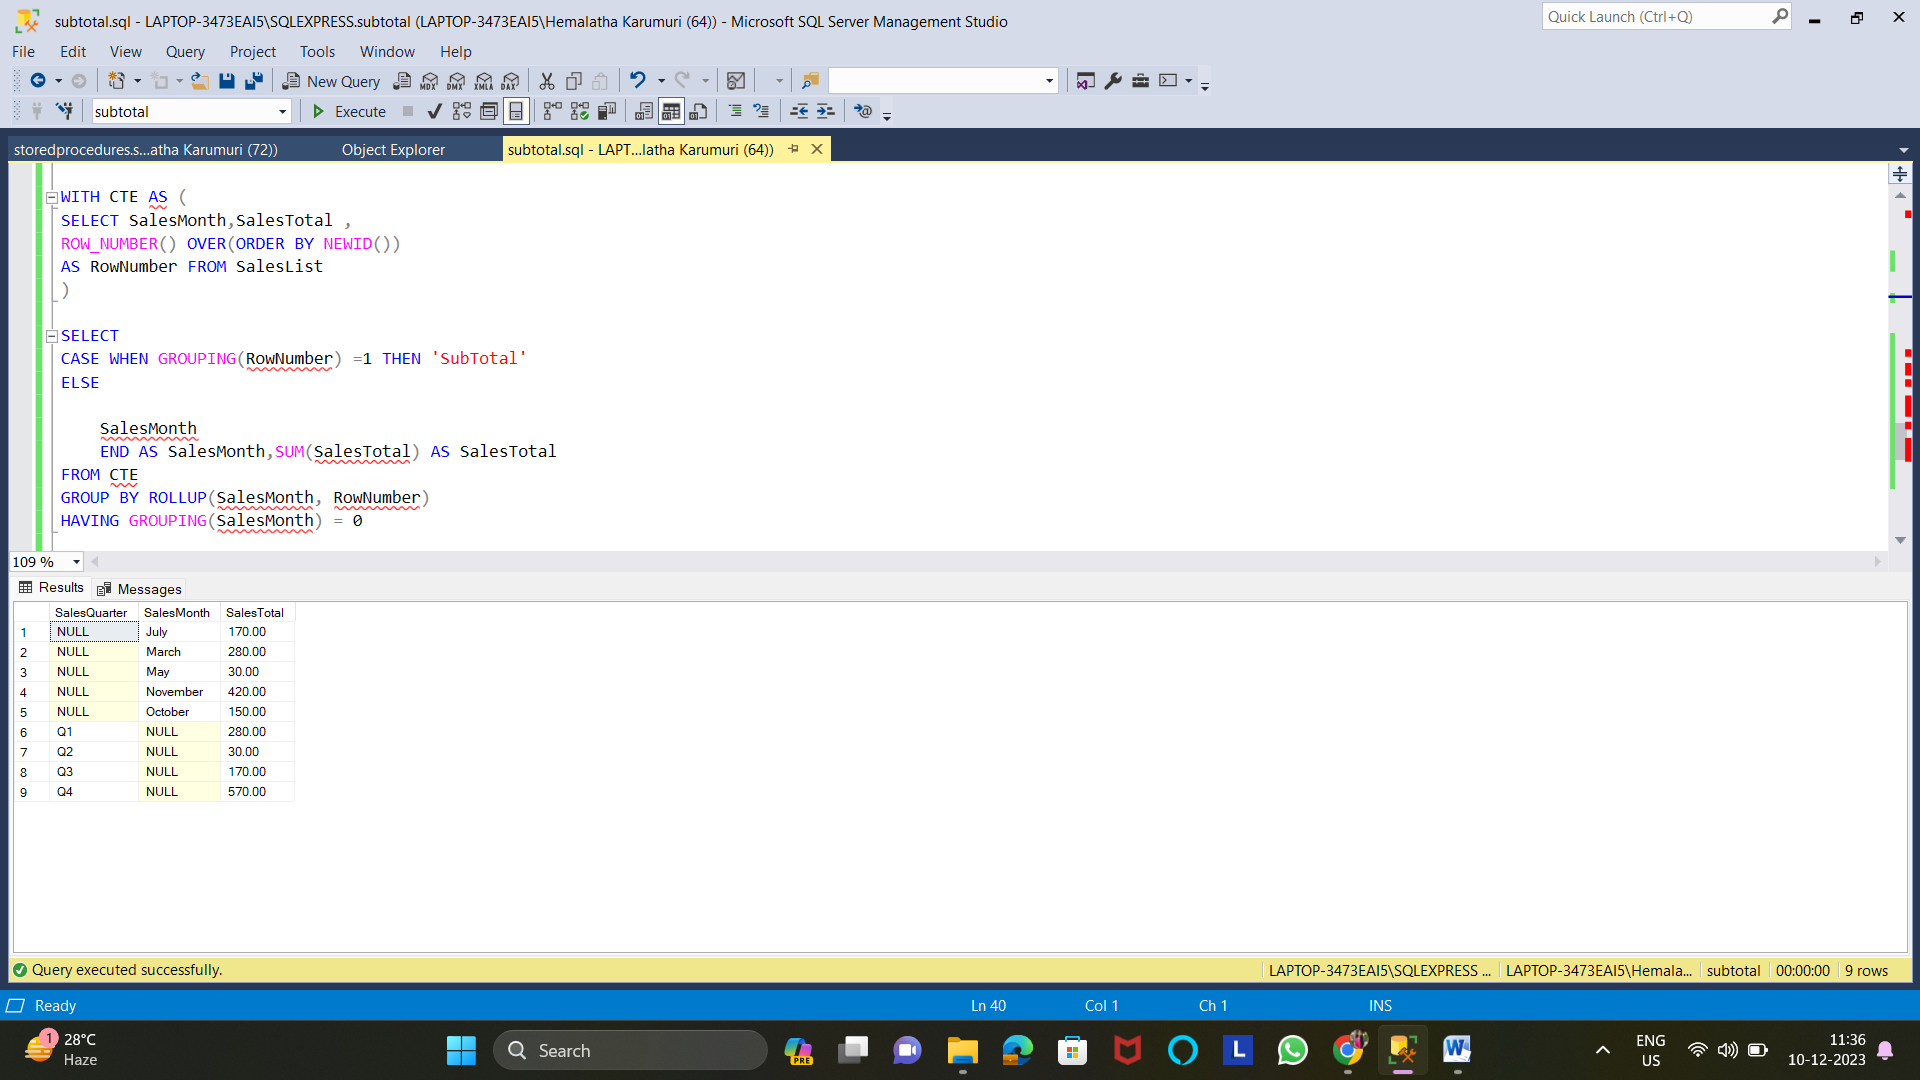 subtotal.sql - LAPTOP-3473EAI5\SQLEXPRESS.subtotal (LAPTOP-3473EAI5\Hemalatha Karumuri (64)) - Microsoft SQL Server Management Studio
Quick Launch (Ctrl+Q)
File Edit View Query Project Tools Window Help
New Query MDX DMX XMLA DAX
subtotal Execute
storedprocedures.s...atha Karumuri (72)) Object Explorer subtotal.sql - LAPT...latha Karumuri (64))
WITH CTE AS (
SELECT SalesMonth,SalesTotal ,
ROW_NUMBER() OVER(ORDER BY NEWID())
AS RowNumber FROM SalesList
)
SELECT
CASE WHEN GROUPING(RowNumber) =1 THEN 'SubTotal'
ELSE
SalesMonth
END AS SalesMonth,SUM(SalesTotal) AS SalesTotal
FROM CTE
GROUP BY ROLLUP(SalesMonth, RowNumber)
HAVING GROUPING(SalesMonth) = 0
109 %
Results Messages
SalesQuarter SalesMonth SalesTotal
1 NULL July 170.00
2 NULL March 280.00
3 NULL May 30.00
4 NULL November 420.00
5 NULL October 150.00
6 Q1 NULL 280.00
7 Q2 NULL 30.00
8 Q3 NULL 170.00
9 Q4 NULL 570.00
Query executed successfully. LAPTOP-3473EAI5\SQLEXPRESS ... LAPTOP-3473EAI5\Hemala... subtotal 00:00:00 9 rows
Ready Ln 40 Col 1 Ch 1 INS
1 28°C
Haze
Search
PRE
L
W
ENG
US
11:36
10-12-2023